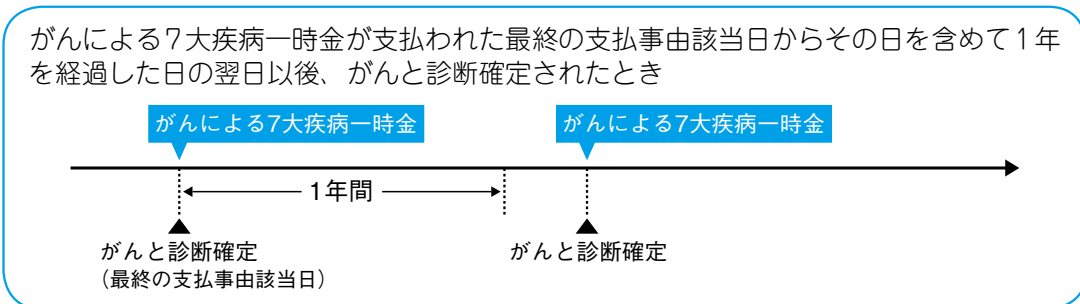 がんによる７大疾病一時金が支払われた最終の支払事由該当日からその日を含めて１年
を経過した日の翌日以後、がんと診断確定されたとき
がんによる7大疾病一時金
がんによる7大疾病一時金
1年間
がんと診断確定
（最終の支払事由該当日）
がんと診断確定